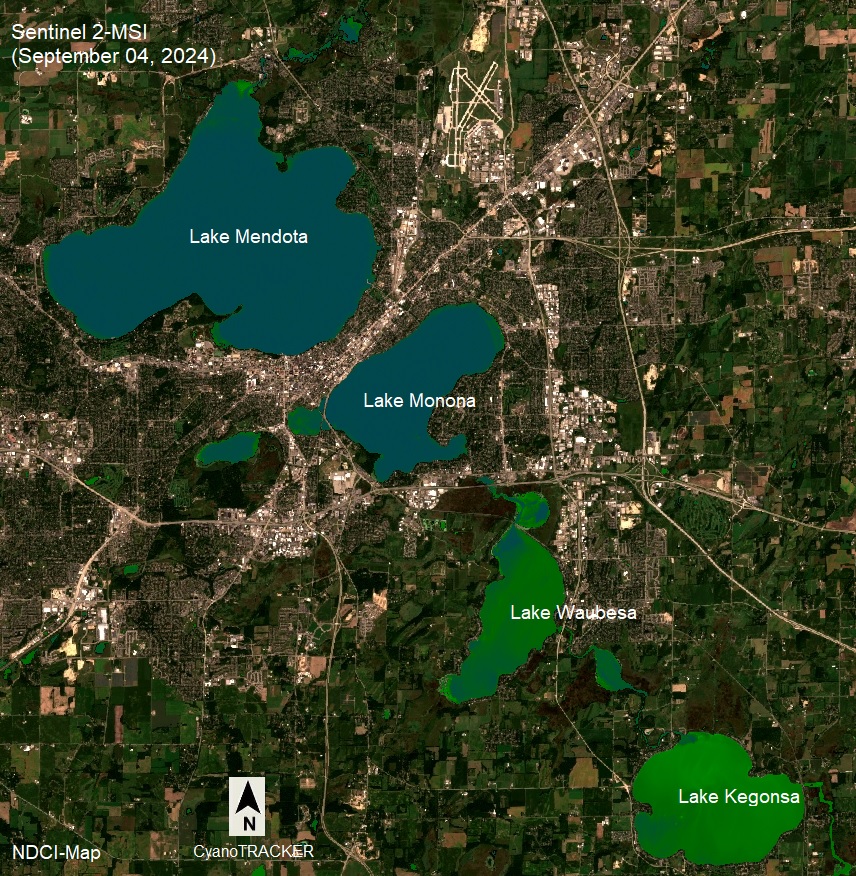 Sentinel 2-MSI
(September 04, 2024)
Lake Mendota
Lake Monona
Lake Waubesa
Lake Kegonsa
N
NDCI-Map
CyanoTRACKER